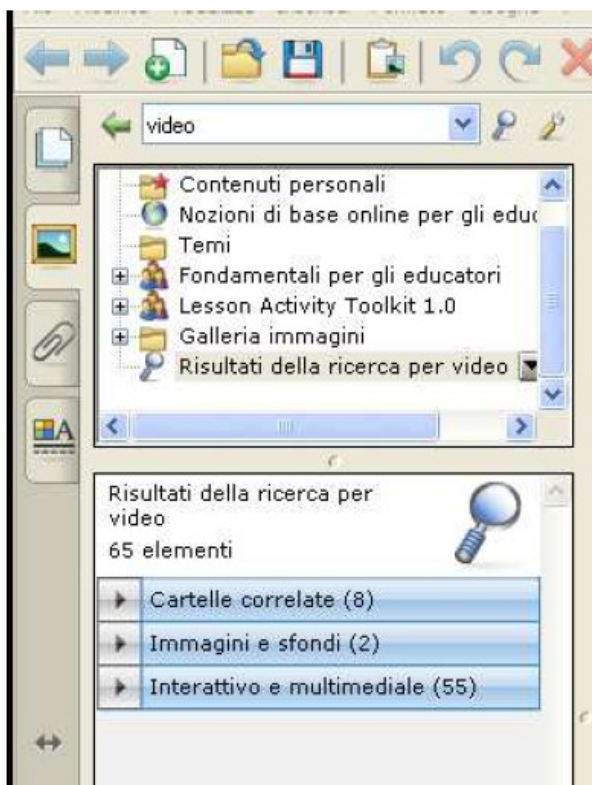 video
Contenuti personali
Nozioni di base online per gli educ
Temi
Fondamentali per gli educatori
Lesson Activity Toolkit 1.0
Galleria immagini
Risultati della ricerca per video
A
Risultati della ricerca per
video
65 elementi
Cartelle correlate (8)
Immagini e sfondi (2)
Interattivo e multimediale (55)